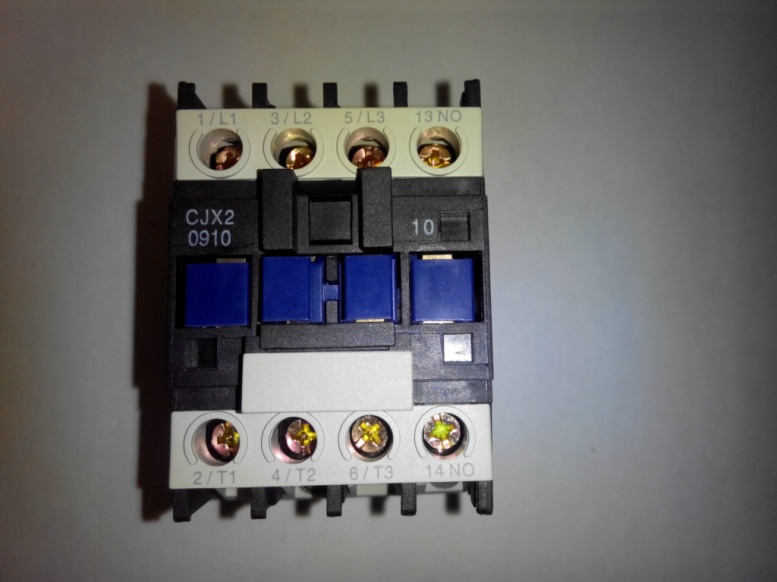 1/L1 3/L2 5/L3 13 NO
CJX2
0910
10
2/T1 4/T2 6/T3 14 NO